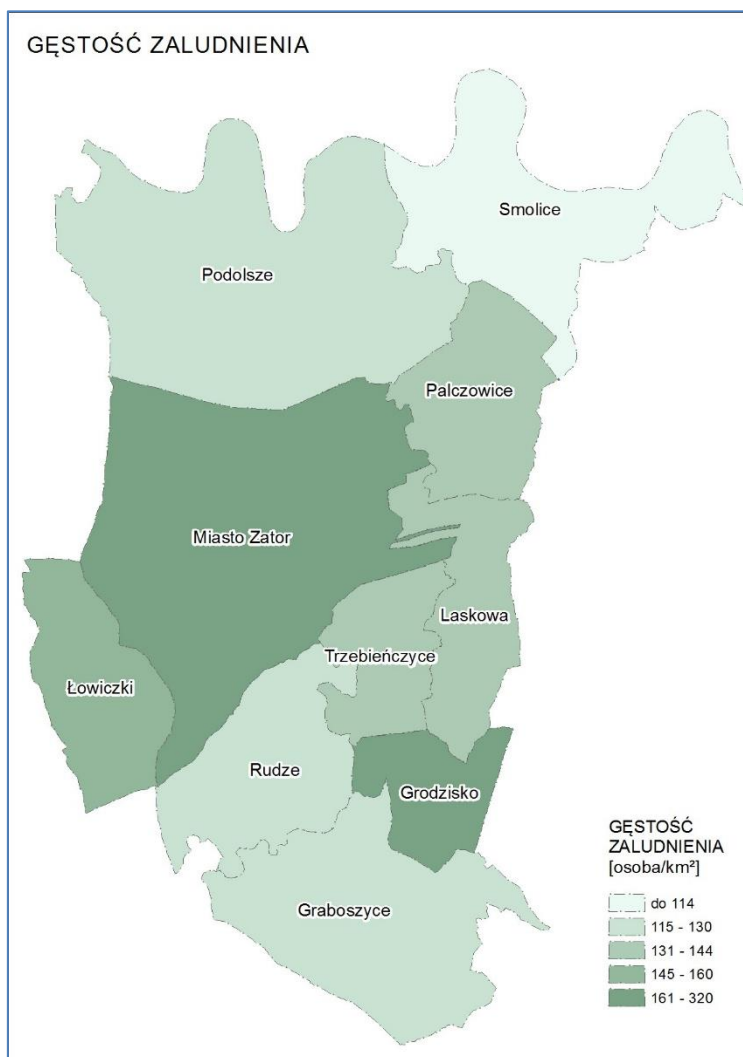 GĘSTOŚĆ ZALUDNIENIA
Smolice
Podolsze
Palczowice
Miasto Zator
Laskowa
Trzebieńczyce
Łowiczki
Rudze
Grodzisko
Graboszyce
GĘSTOŚĆ
ZALUDNIENIA
[osoba/km²]
do 114
115 - 130
131 - 144
145 - 160
161 - 320